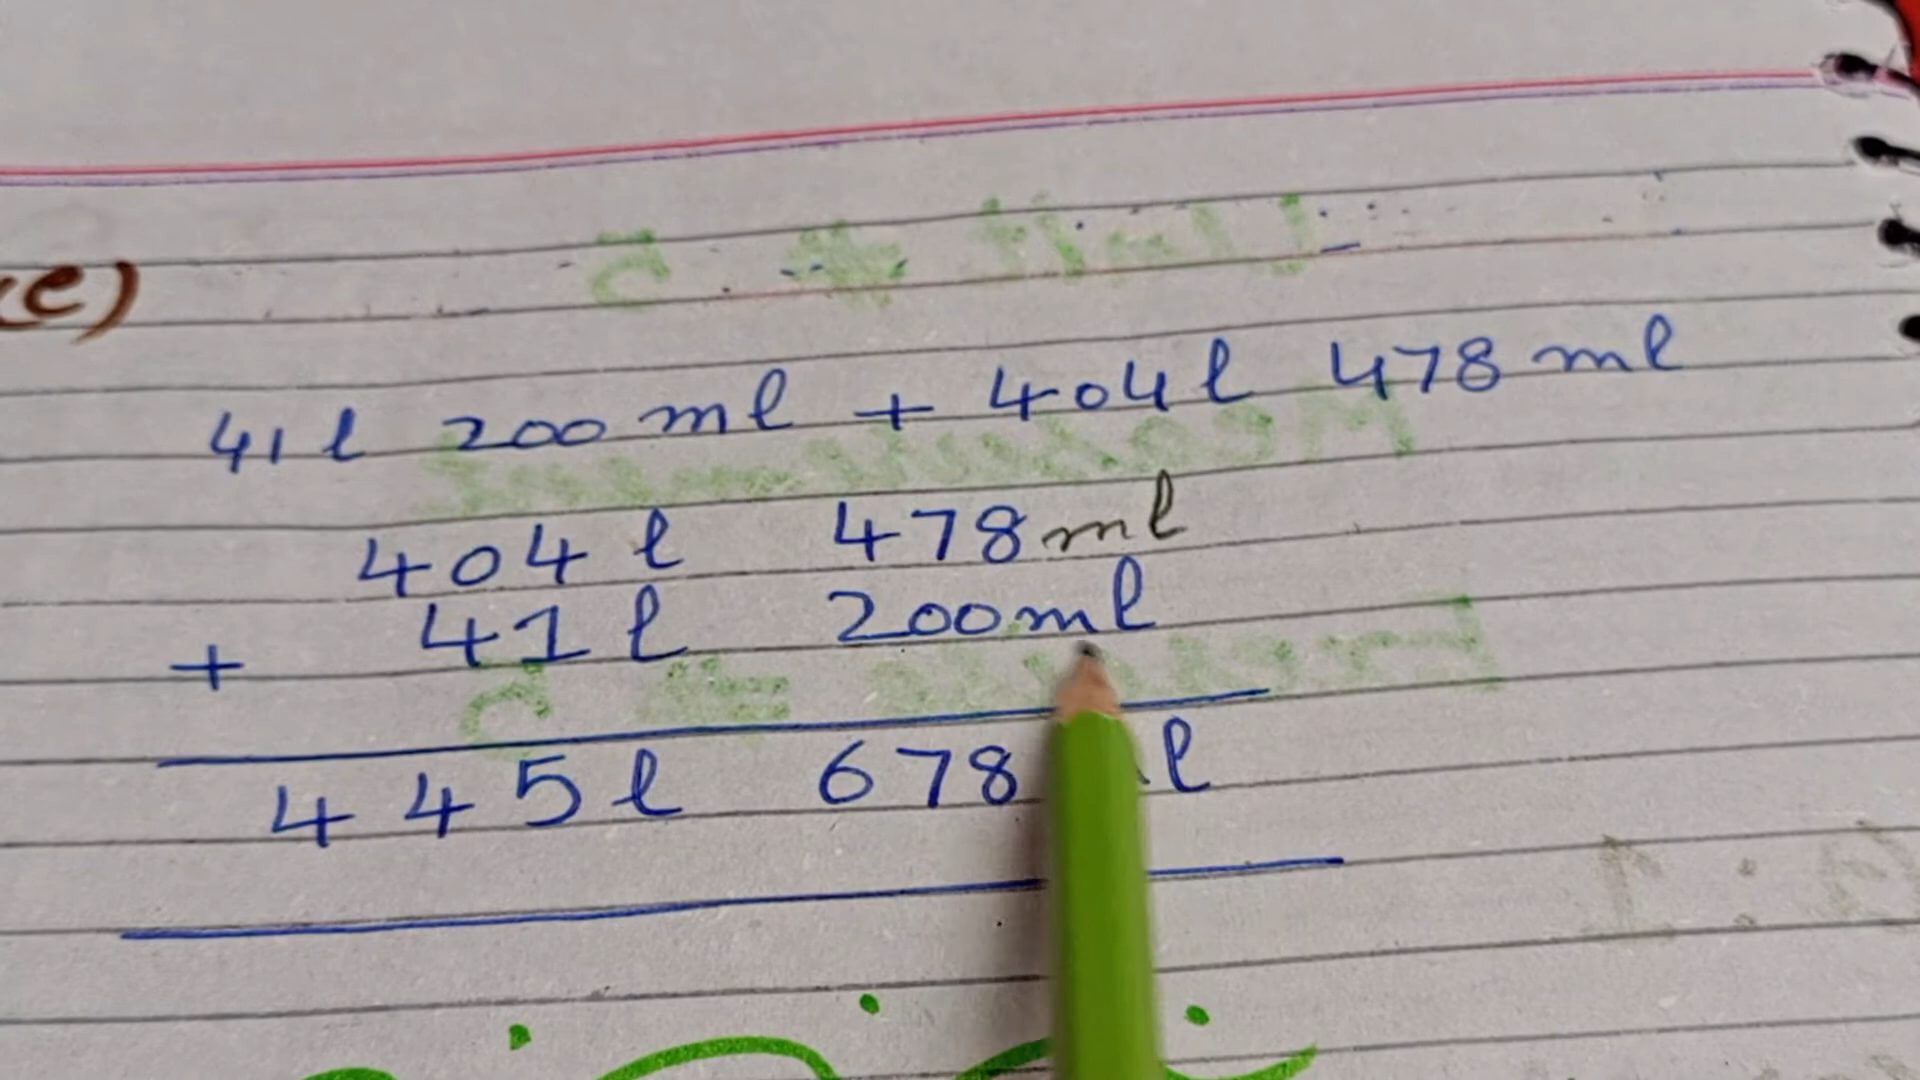 (e)
41 l 200 ml + 404 l 478 ml
404 l 478 ml
+ 41 l 200 ml
445 l 678 l